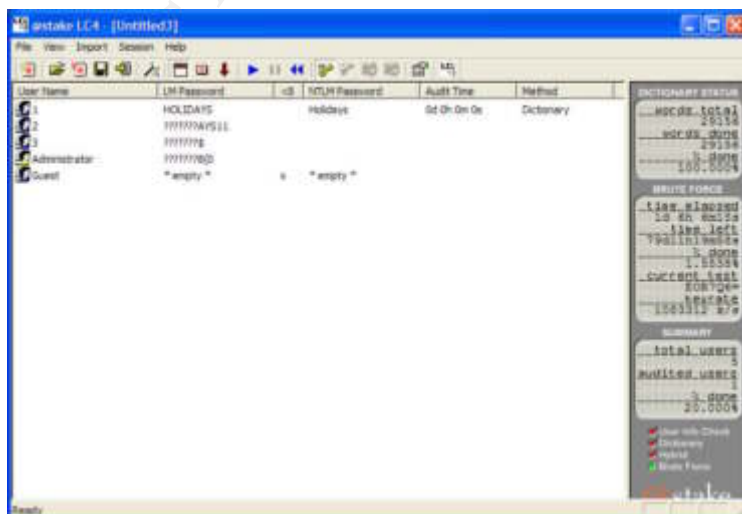 @stake LC4 - [Untitled3]
File View Import Session Help
User Name LM Password <8 NTLM Password Audit Time Method
1 HOLIDAYS Holidays 0d 0h 0m 0s Dictionary
2 ???????AYS11
3 ???????$
Administrator
Guest * empty * x * empty *
DICTIONARY STATUS
words total
29156
words done
29156
% done
100.000%
BRUTE FORCE
time elapsed
time left
% done
current test
keyrate
SUMMARY
total users
5
audited users
1
% done
20.000%
User Info Check
Dictionary
Hybrid
Brute Force
@stake
Ready